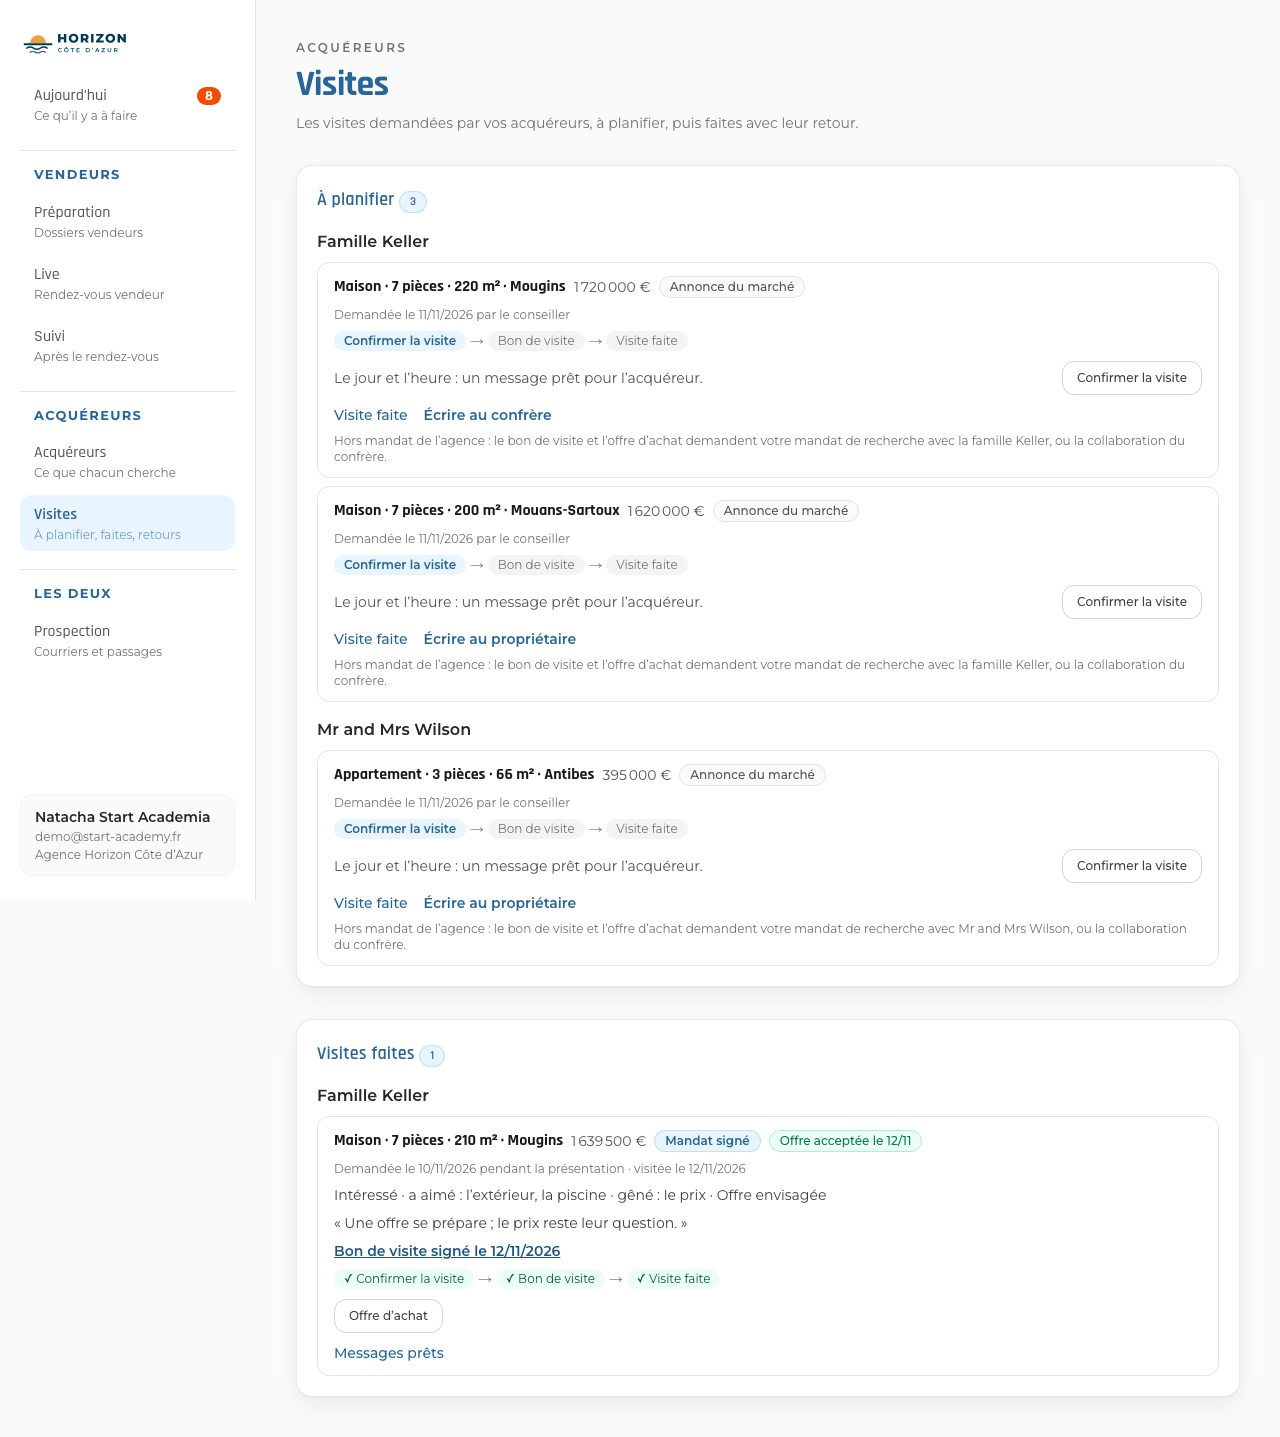 HORIZON
CÔTE D'AZUR
Aujourd'hui
8
Ce qu'il y a à faire
VENDEURS
Préparation
Dossiers vendeurs
Live
Rendez-vous vendeur
Suivi
Après le rendez-vous
ACQUÉREURS
Acquéreurs
Ce que chacun cherche
Visites
À planifier, faites, retours
LES DEUX
Prospection
Courriers et passages
Natacha Start Academia
demo@start-academy.fr
Agence Horizon Côte d'Azur
ACQUÉREURS
Visites
Les visites demandées par vos acquéreurs, à planifier, puis faites avec leur retour.
À planifier 3
Famille Keller
Maison · 7 pièces · 220 m² · Mougins 1 720 000 € Annonce du marché
Demandée le 11/11/2026 par le conseiller
Confirmer la visite → Bon de visite → Visite faite
Le jour et l'heure : un message prêt pour l'acquéreur. Confirmer la visite
Visite faite Écrire au confrère
Hors mandat de l'agence : le bon de visite et l'offre d'achat demandent votre mandat de recherche avec la famille Keller, ou la collaboration du
confrère.
Maison · 7 pièces · 200 m² · Mouans-Sartoux 1 620 000 € Annonce du marché
Demandée le 11/11/2026 par le conseiller
Confirmer la visite → Bon de visite → Visite faite
Le jour et l'heure : un message prêt pour l'acquéreur. Confirmer la visite
Visite faite Écrire au propriétaire
Hors mandat de l'agence : le bon de visite et l'offre d'achat demandent votre mandat de recherche avec la famille Keller, ou la collaboration du
confrère.
Mr and Mrs Wilson
Appartement · 3 pièces · 66 m² · Antibes 395 000 € Annonce du marché
Demandée le 11/11/2026 par le conseiller
Confirmer la visite → Bon de visite → Visite faite
Le jour et l'heure : un message prêt pour l'acquéreur. Confirmer la visite
Visite faite Écrire au propriétaire
Hors mandat de l'agence : le bon de visite et l'offre d'achat demandent votre mandat de recherche avec Mr and Mrs Wilson, ou la collaboration
du confrère.
Visites faites 1
Famille Keller
Maison · 7 pièces · 210 m² · Mougins 1 639 500 € Mandat signé Offre acceptée le 12/11
Demandée le 10/11/2026 pendant la présentation · visitée le 12/11/2026
Intéressé · a aimé : l'extérieur, la piscine · gêné : le prix · Offre envisagée
« Une offre se prépare ; le prix reste leur question. »
Bon de visite signé le 12/11/2026
✓ Confirmer la visite → ✓ Bon de visite → ✓ Visite faite
Offre d'achat
Messages prêts